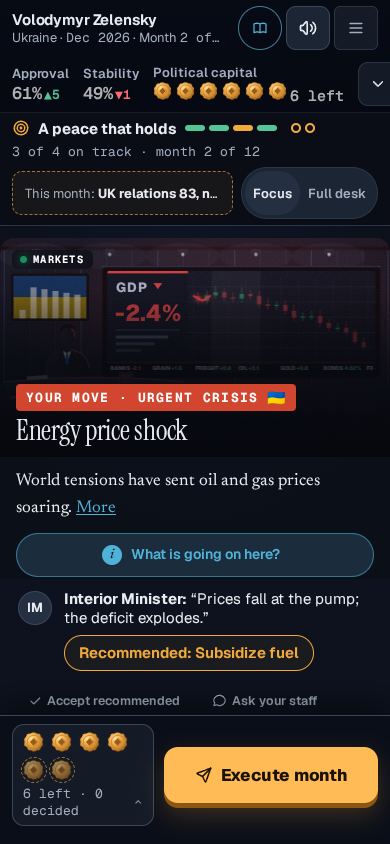 Volodymyr Zelensky
Ukraine · Dec 2026 · Month 2 of…
Approval
Stability
Political capital
61%▲5
49%▼1
6 left
A peace that holds
3 of 4 on track · month 2 of 12
This month: UK relations 83, n…
Focus
Full desk
MARKETS
GDP ▼
-2.4%
YOUR MOVE · URGENT CRISIS 🇺🇦
Energy price shock
World tensions have sent oil and gas prices
soaring. More
i What is going on here?
IM
Interior Minister: “Prices fall at the pump;
the deficit explodes.”
Recommended: Subsidize fuel
Accept recommended
Ask your staff
6 left · 0
decided
Execute month